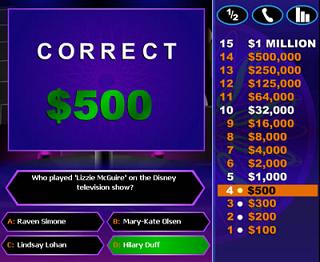 CORRECT
$500
Who played 'Lizzie McGuire' on the Disney
television show?
A: Raven Simone
B: Mary-Kate Olsen
C: Lindsay Lohan
D: Hilary Duff
1/2
15 $1 MILLION
14 $500,000
13 $250,000
12 $125,000
11 $64,000
10 $32,000
9 $16,000
8 $8,000
7 $4,000
6 $2,000
5 $1,000
4 $500
3 $300
2 $200
1 $100